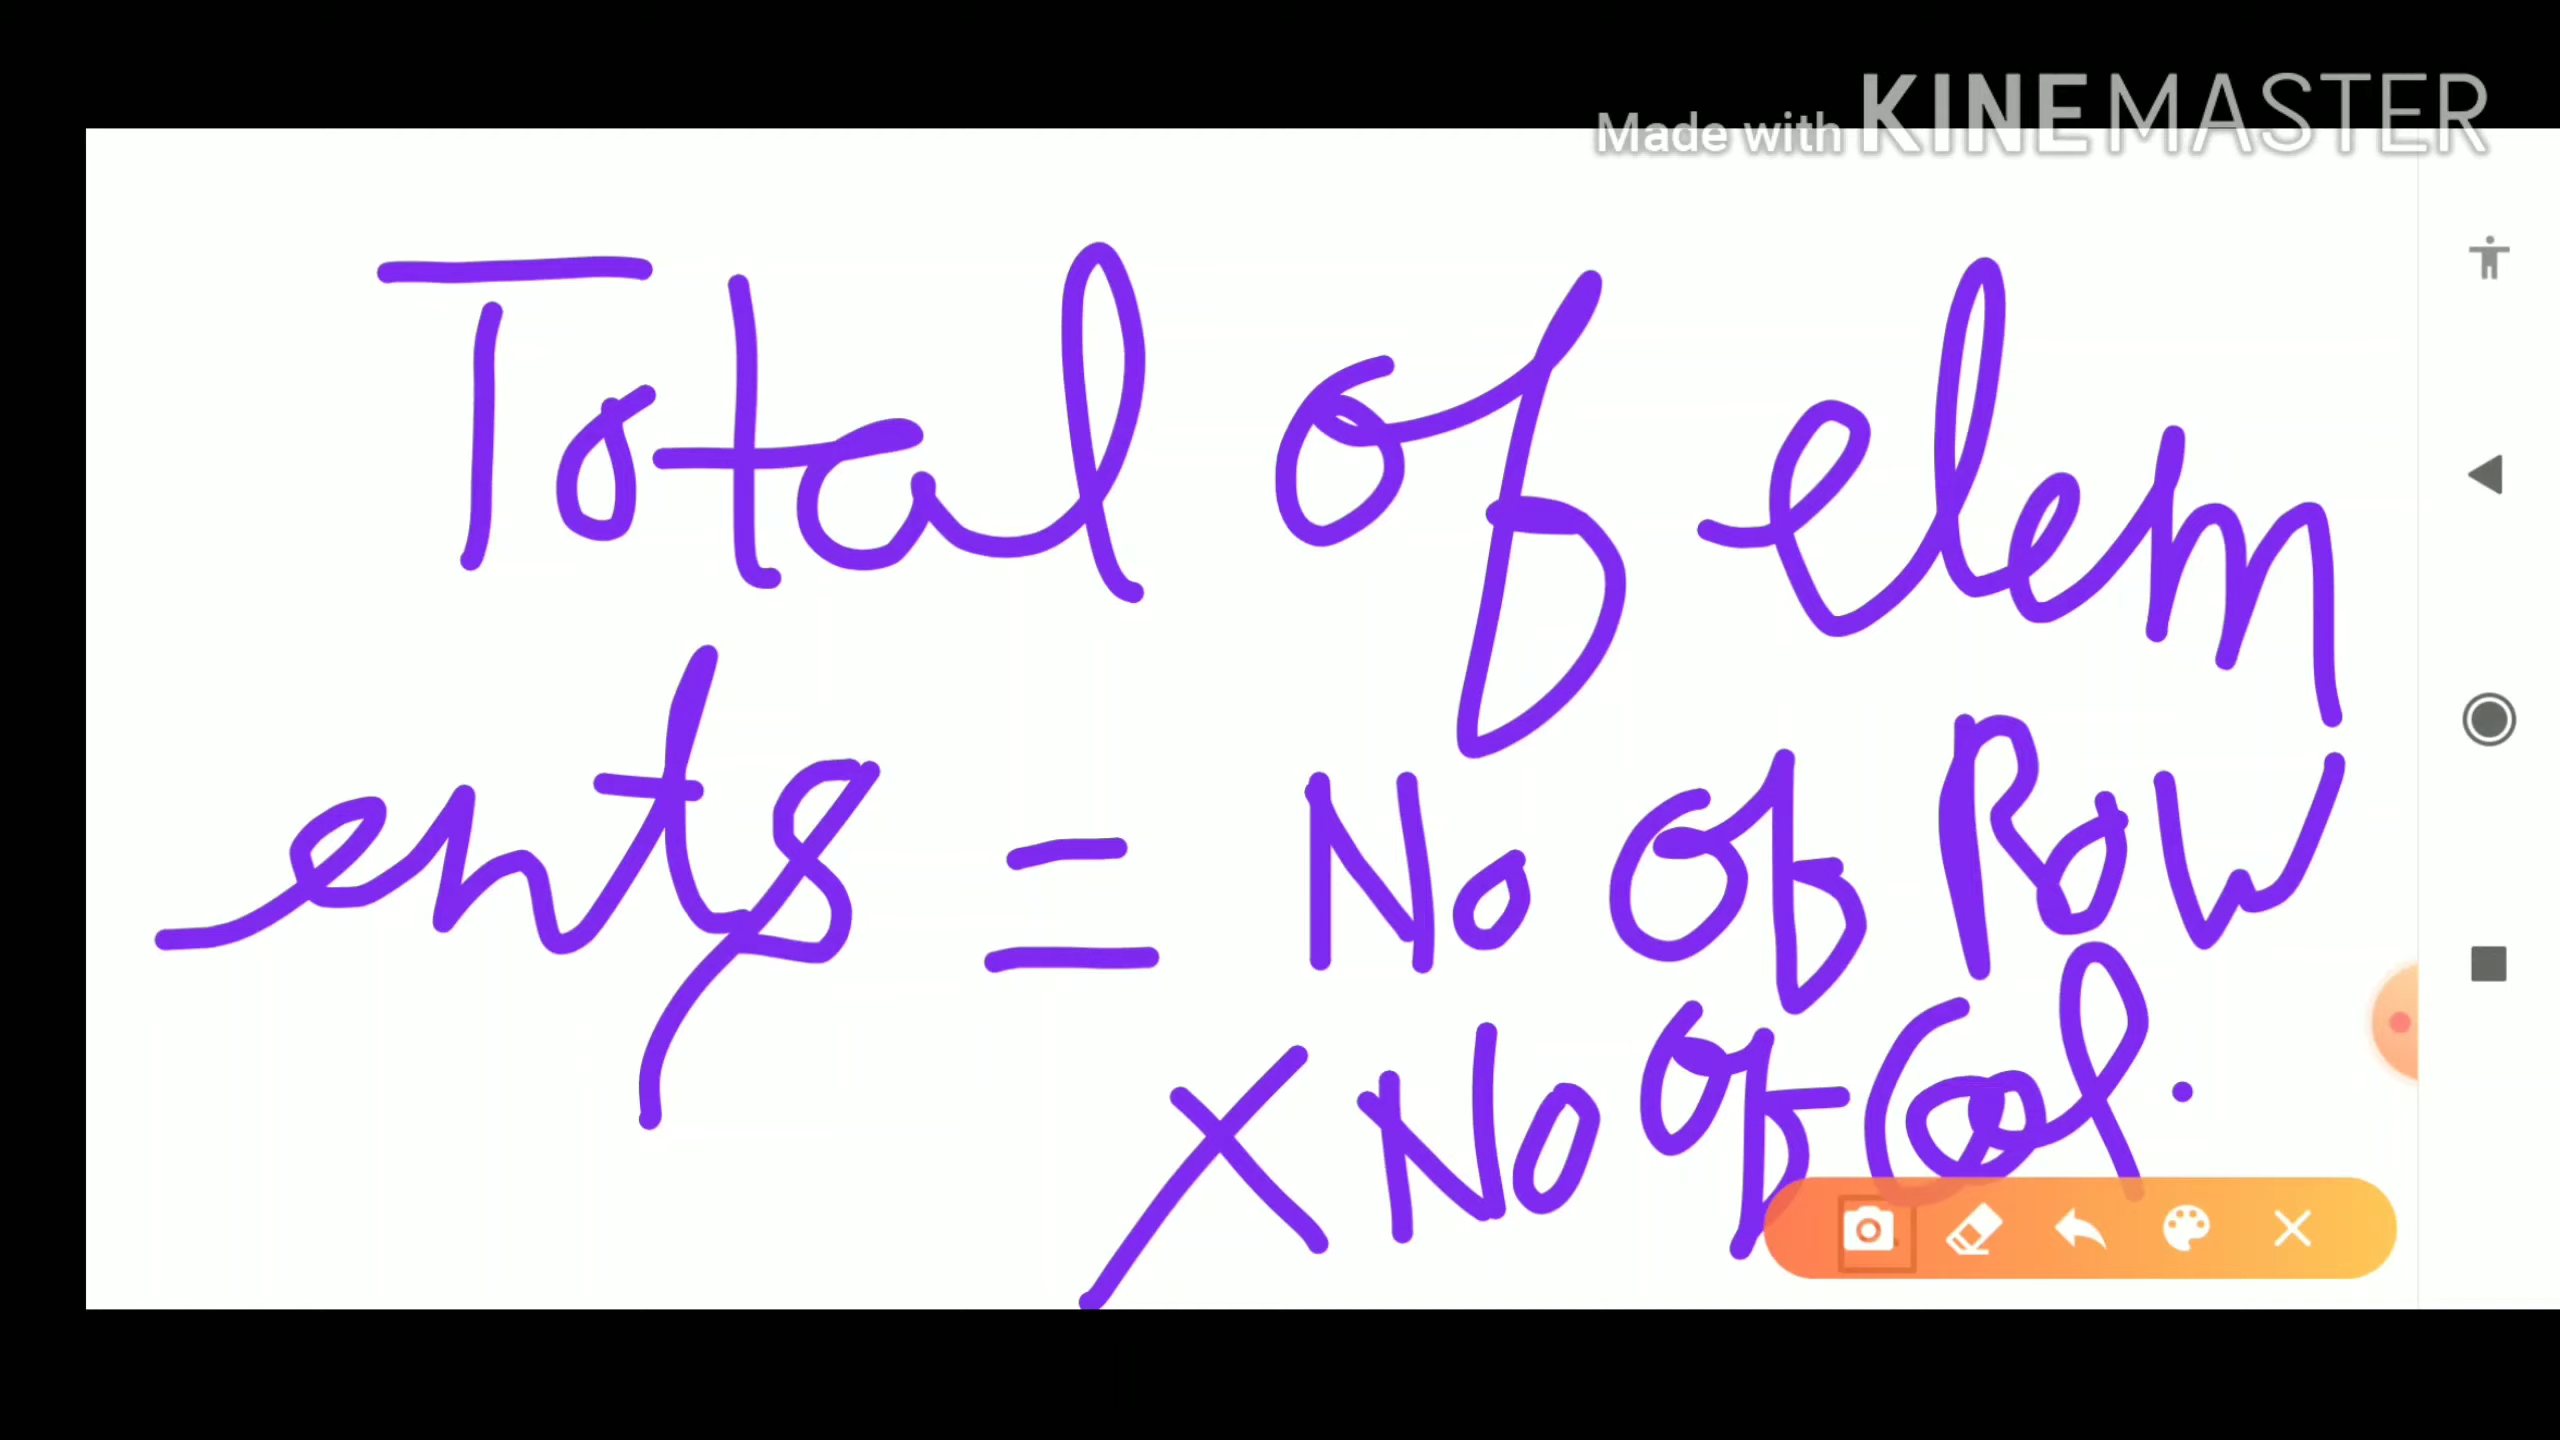 Made with KINEMASTER
Total of elem
ents = No of Row
X No of Col.